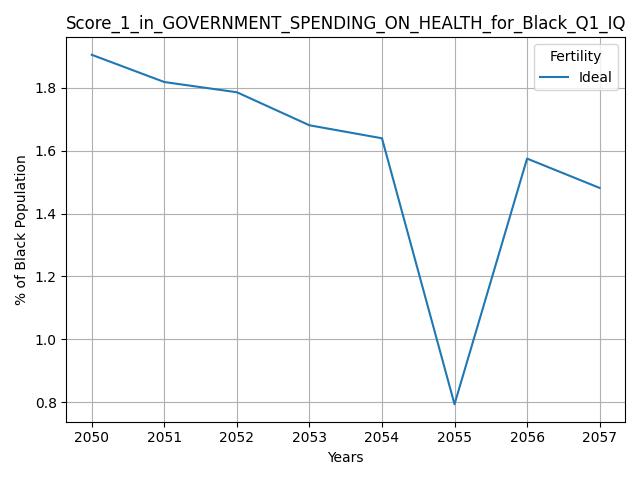 Score_1_in_GOVERNMENT_SPENDING_ON_HEALTH_for_Black_Q1_IQ
Fertility
Ideal
% of Black Population
1.8
1.6
1.4
1.2
1.0
0.8
2050 2051 2052 2053 2054 2055 2056 2057
Years